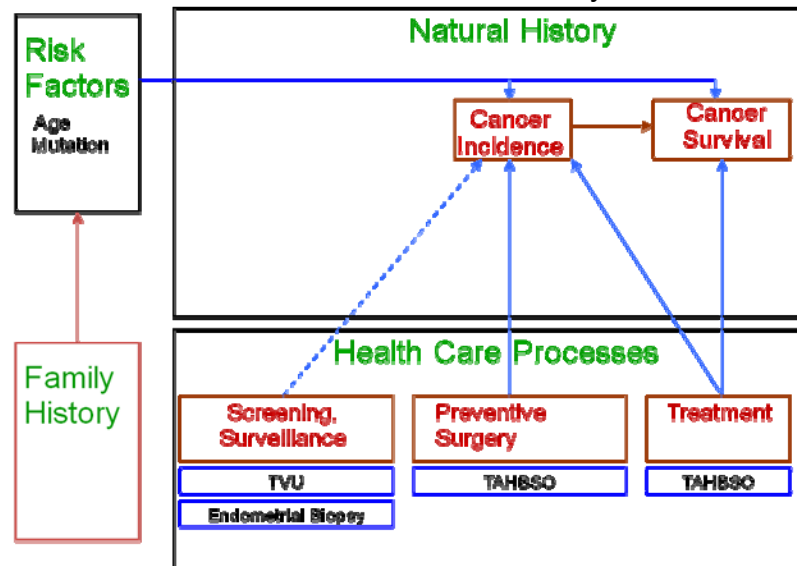 Natural History
Risk
Factors
Age
Mutation
Cancer
Incidence
Cancer
Survival
Family
History
Health Care Processes
Screening,
Surveillance
Preventive
Surgery
Treatment
TVU
TAHBSO
TAHBSO
Endometrial Biopsy